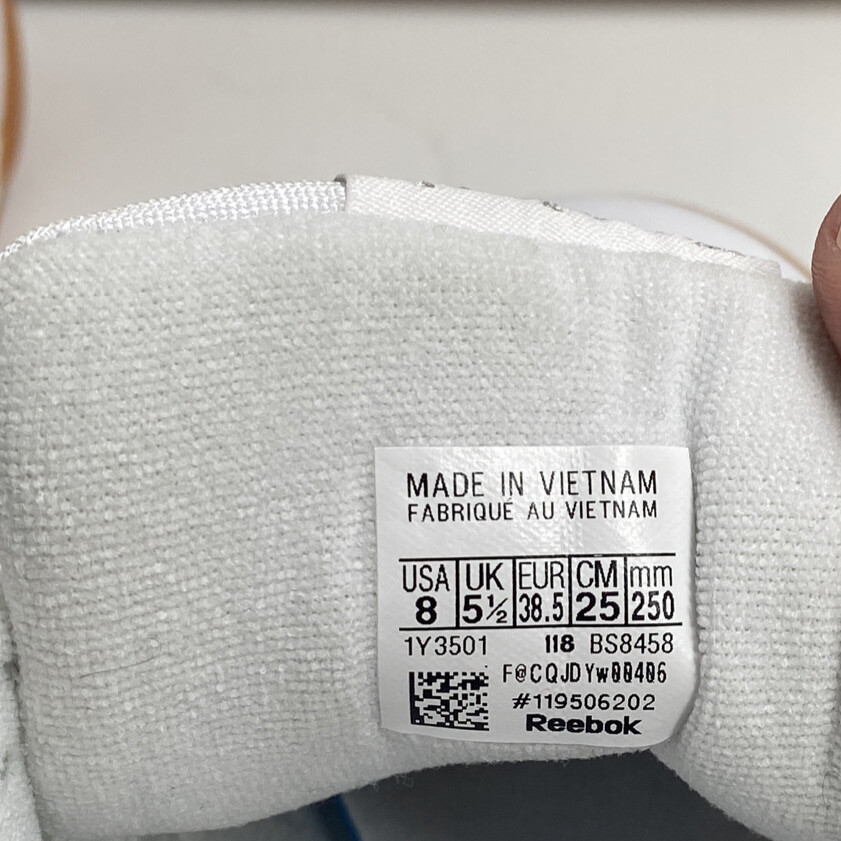 MADE IN VIETNAM
FABRIQUÉ AU VIETNAM
USA UK EUR CM mm
8 5½ 38.5 25 250
1Y3501 118 BS8458
F@CQJDYw00406
#119506202
Reebok